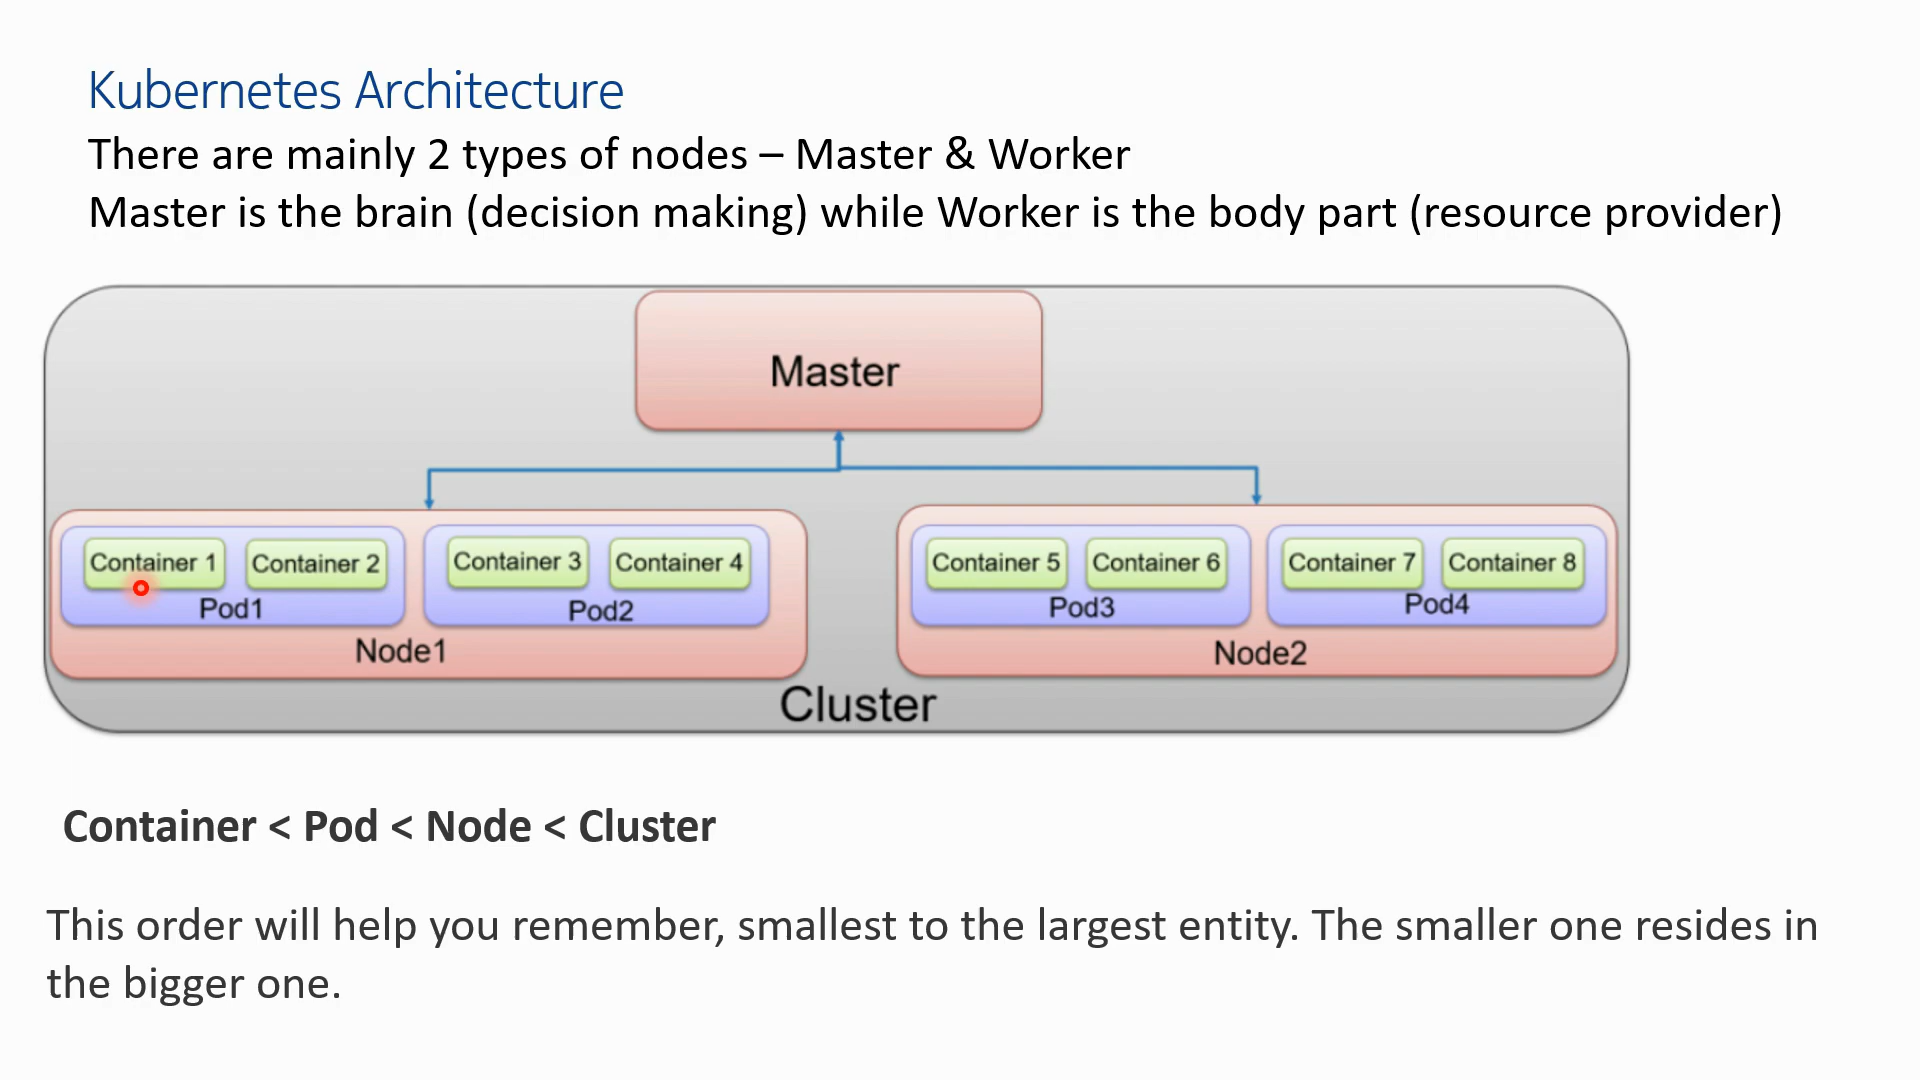 Kubernetes Architecture
There are mainly 2 types of nodes – Master & Worker
Master is the brain (decision making) while Worker is the body part (resource provider)
Master
Container 1
Container 2
Container 3
Container 4
Container 5
Container 6
Container 7
Container 8
Pod1
Pod2
Pod3
Pod4
Node1
Node2
Cluster
Container < Pod < Node < Cluster
This order will help you remember, smallest to the largest entity. The smaller one resides in
the bigger one.